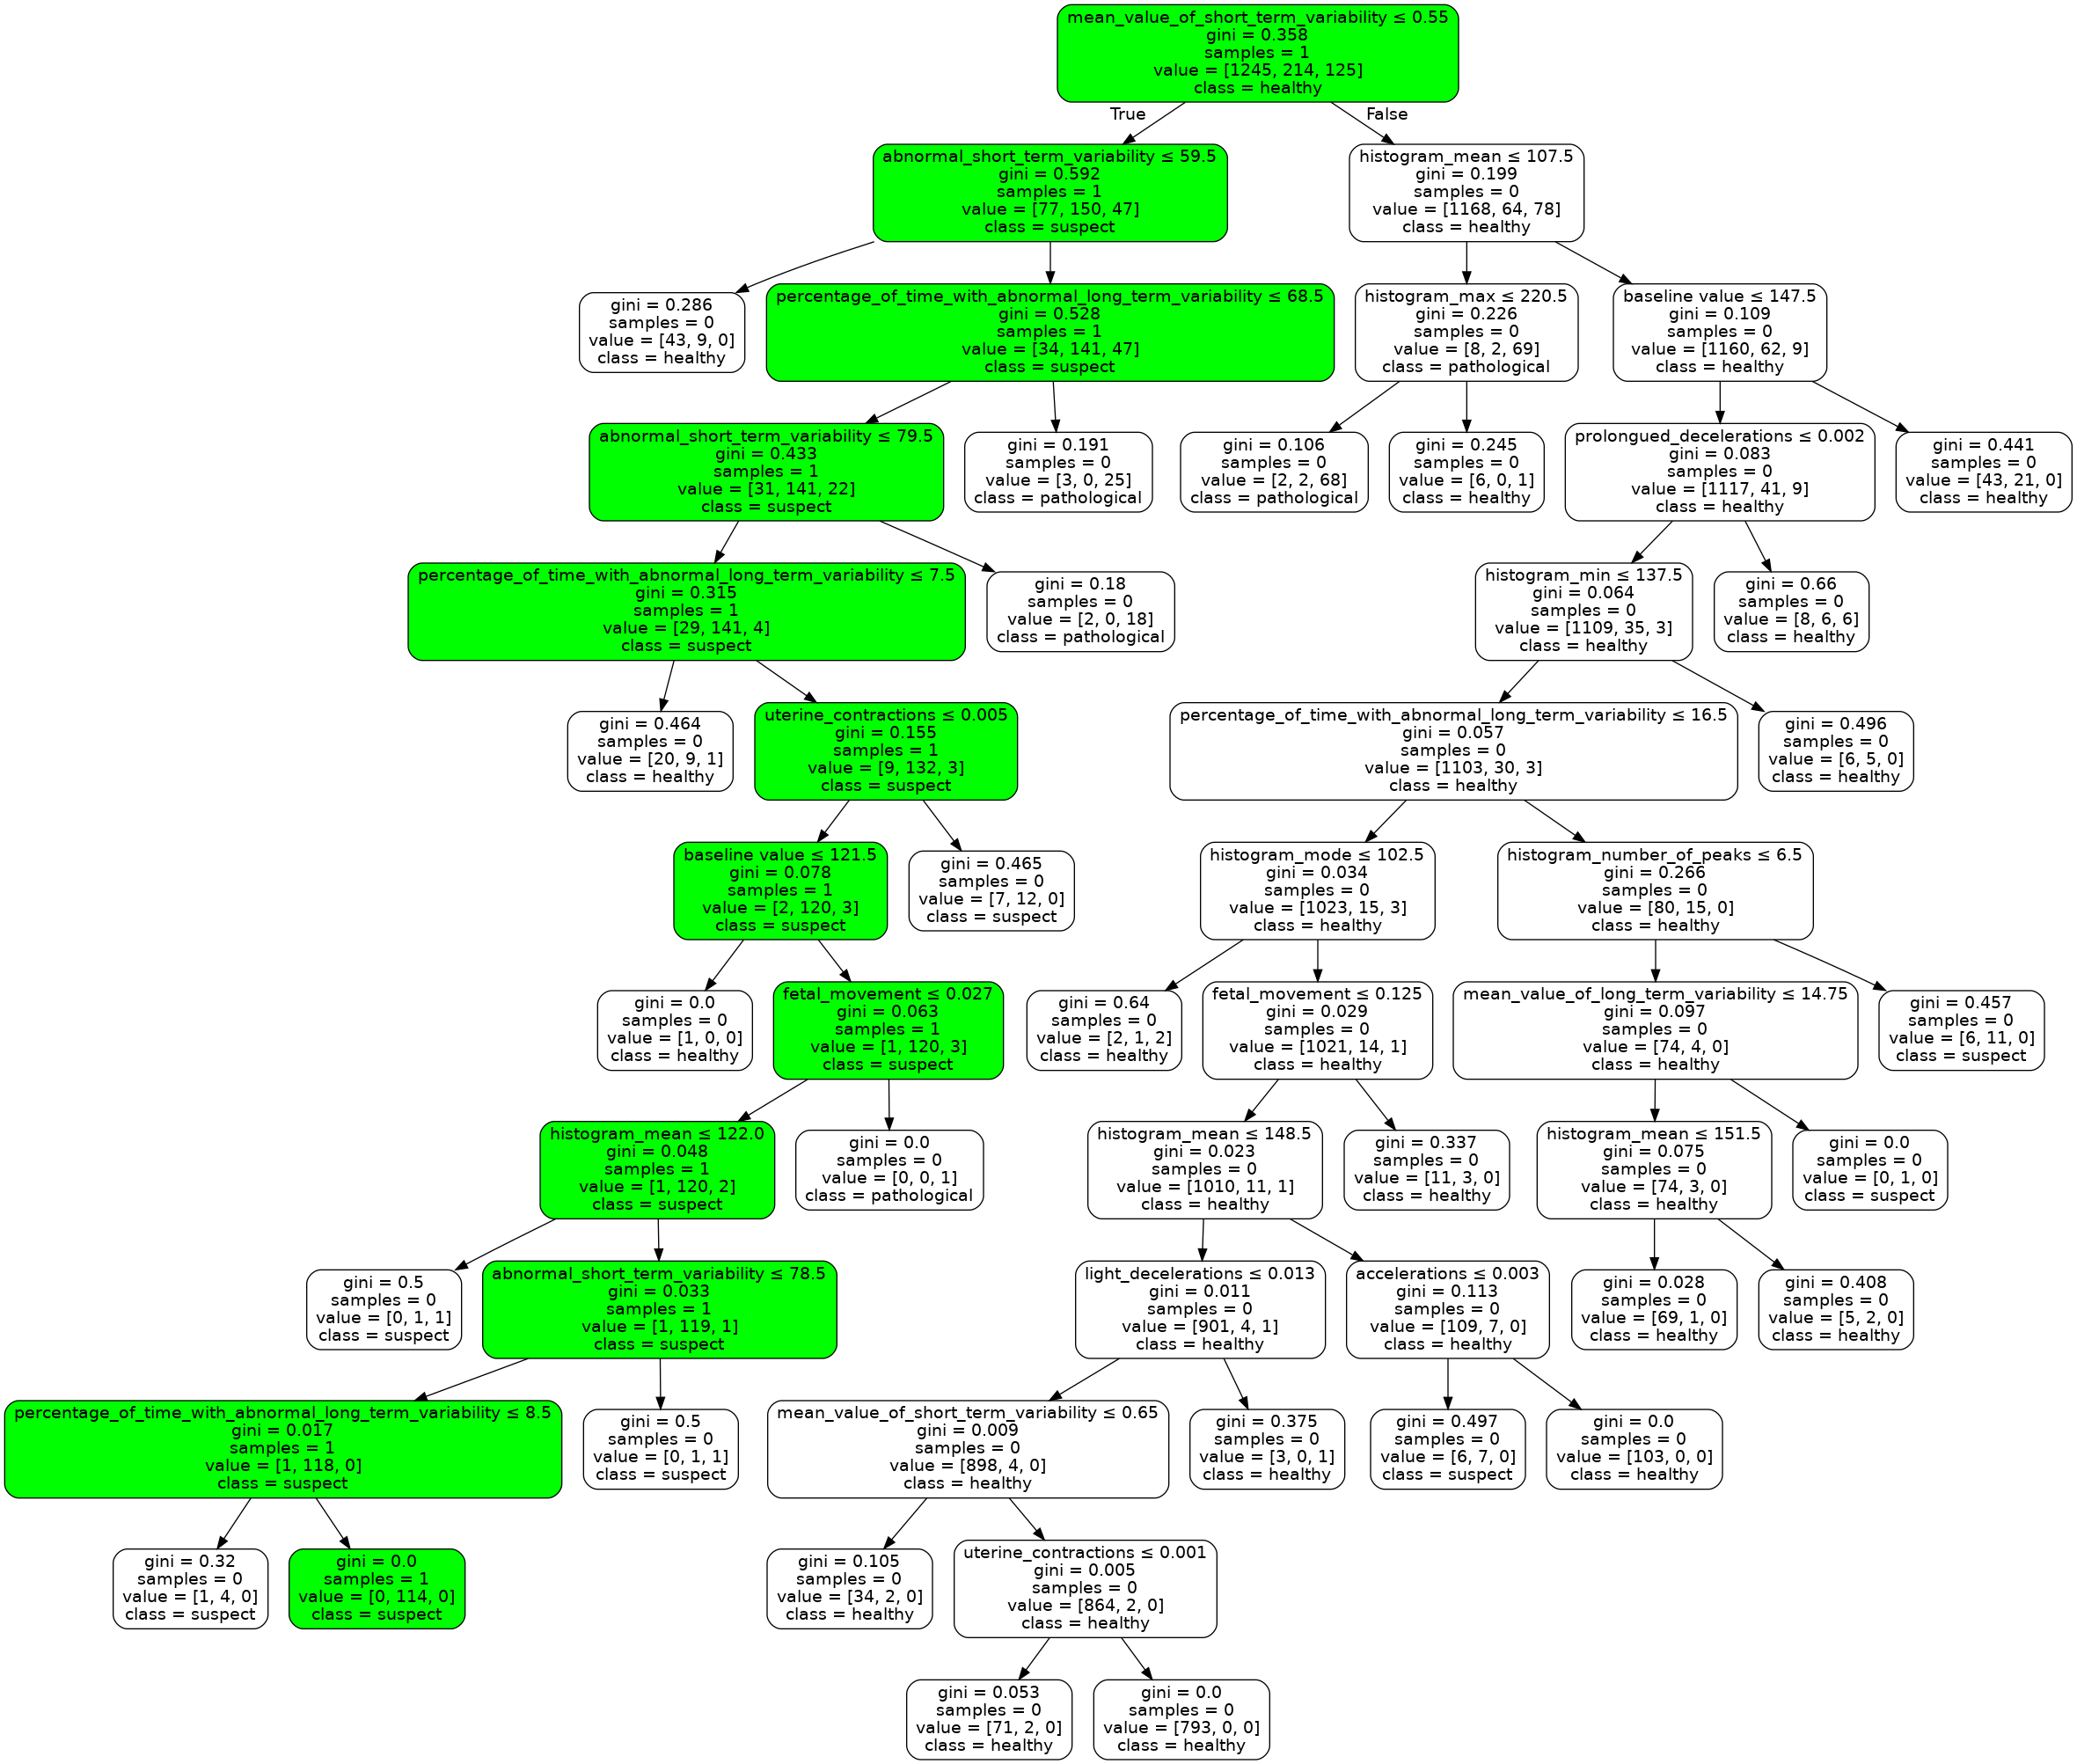 mean_value_of_short_term_variability ≤ 0.55
gini = 0.358
samples = 1
value = [1245, 214, 125]
class = healthy
True
False
abnormal_short_term_variability ≤ 59.5
gini = 0.592
samples = 1
value = [77, 150, 47]
class = suspect
histogram_mean ≤ 107.5
gini = 0.199
samples = 0
value = [1168, 64, 78]
class = healthy
gini = 0.286
samples = 0
value = [43, 9, 0]
class = healthy
percentage_of_time_with_abnormal_long_term_variability ≤ 68.5
gini = 0.528
samples = 1
value = [34, 141, 47]
class = suspect
histogram_max ≤ 220.5
gini = 0.226
samples = 0
value = [8, 2, 69]
class = pathological
baseline value ≤ 147.5
gini = 0.109
samples = 0
value = [1160, 62, 9]
class = healthy
abnormal_short_term_variability ≤ 79.5
gini = 0.433
samples = 1
value = [31, 141, 22]
class = suspect
gini = 0.191
samples = 0
value = [3, 0, 25]
class = pathological
gini = 0.106
samples = 0
value = [2, 2, 68]
class = pathological
gini = 0.245
samples = 0
value = [6, 0, 1]
class = healthy
prolongued_decelerations ≤ 0.002
gini = 0.083
samples = 0
value = [1117, 41, 9]
class = healthy
gini = 0.441
samples = 0
value = [43, 21, 0]
class = healthy
percentage_of_time_with_abnormal_long_term_variability ≤ 7.5
gini = 0.315
samples = 1
value = [29, 141, 4]
class = suspect
gini = 0.18
samples = 0
value = [2, 0, 18]
class = pathological
histogram_min ≤ 137.5
gini = 0.064
samples = 0
value = [1109, 35, 3]
class = healthy
gini = 0.66
samples = 0
value = [8, 6, 6]
class = healthy
gini = 0.464
samples = 0
value = [20, 9, 1]
class = healthy
uterine_contractions ≤ 0.005
gini = 0.155
samples = 1
value = [9, 132, 3]
class = suspect
percentage_of_time_with_abnormal_long_term_variability ≤ 16.5
gini = 0.057
samples = 0
value = [1103, 30, 3]
class = healthy
gini = 0.496
samples = 0
value = [6, 5, 0]
class = healthy
baseline value ≤ 121.5
gini = 0.078
samples = 1
value = [2, 120, 3]
class = suspect
gini = 0.465
samples = 0
value = [7, 12, 0]
class = suspect
histogram_mode ≤ 102.5
gini = 0.034
samples = 0
value = [1023, 15, 3]
class = healthy
histogram_number_of_peaks ≤ 6.5
gini = 0.266
samples = 0
value = [80, 15, 0]
class = healthy
gini = 0.0
samples = 0
value = [1, 0, 0]
class = healthy
fetal_movement ≤ 0.027
gini = 0.063
samples = 1
value = [1, 120, 3]
class = suspect
gini = 0.64
samples = 0
value = [2, 1, 2]
class = healthy
fetal_movement ≤ 0.125
gini = 0.029
samples = 0
value = [1021, 14, 1]
class = healthy
mean_value_of_long_term_variability ≤ 14.75
gini = 0.097
samples = 0
value = [74, 4, 0]
class = healthy
gini = 0.457
samples = 0
value = [6, 11, 0]
class = suspect
histogram_mean ≤ 122.0
gini = 0.048
samples = 1
value = [1, 120, 2]
class = suspect
gini = 0.0
samples = 0
value = [0, 0, 1]
class = pathological
histogram_mean ≤ 148.5
gini = 0.023
samples = 0
value = [1010, 11, 1]
class = healthy
gini = 0.337
samples = 0
value = [11, 3, 0]
class = healthy
histogram_mean ≤ 151.5
gini = 0.075
samples = 0
value = [74, 3, 0]
class = healthy
gini = 0.0
samples = 0
value = [0, 1, 0]
class = suspect
gini = 0.5
samples = 0
value = [0, 1, 1]
class = suspect
abnormal_short_term_variability ≤ 78.5
gini = 0.033
samples = 1
value = [1, 119, 1]
class = suspect
light_decelerations ≤ 0.013
gini = 0.011
samples = 0
value = [901, 4, 1]
class = healthy
accelerations ≤ 0.003
gini = 0.113
samples = 0
value = [109, 7, 0]
class = healthy
gini = 0.028
samples = 0
value = [69, 1, 0]
class = healthy
gini = 0.408
samples = 0
value = [5, 2, 0]
class = healthy
percentage_of_time_with_abnormal_long_term_variability ≤ 8.5
gini = 0.017
samples = 1
value = [1, 118, 0]
class = suspect
gini = 0.5
samples = 0
value = [0, 1, 1]
class = suspect
mean_value_of_short_term_variability ≤ 0.65
gini = 0.009
samples = 0
value = [898, 4, 0]
class = healthy
gini = 0.375
samples = 0
value = [3, 0, 1]
class = healthy
gini = 0.497
samples = 0
value = [6, 7, 0]
class = suspect
gini = 0.0
samples = 0
value = [103, 0, 0]
class = healthy
gini = 0.32
samples = 0
value = [1, 4, 0]
class = suspect
gini = 0.0
samples = 1
value = [0, 114, 0]
class = suspect
gini = 0.105
samples = 0
value = [34, 2, 0]
class = healthy
uterine_contractions ≤ 0.001
gini = 0.005
samples = 0
value = [864, 2, 0]
class = healthy
gini = 0.053
samples = 0
value = [71, 2, 0]
class = healthy
gini = 0.0
samples = 0
value = [793, 0, 0]
class = healthy